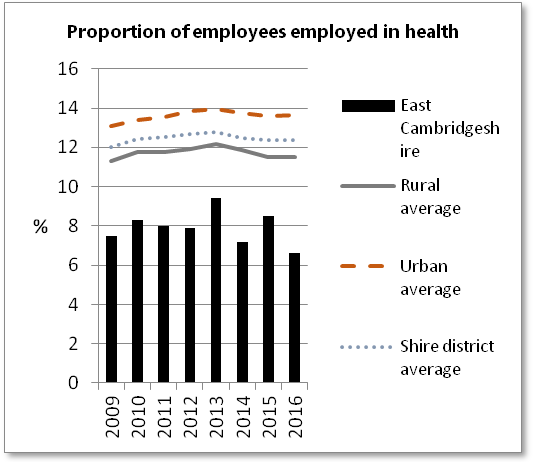 Proportion of employees employed in health
16
14
12
10
8
6
4
2
0
%
2009
2010
2011
2012
2013
2014
2015
2016
East
Cambridgesh
ire
Rural
average
Urban
average
Shire district
average